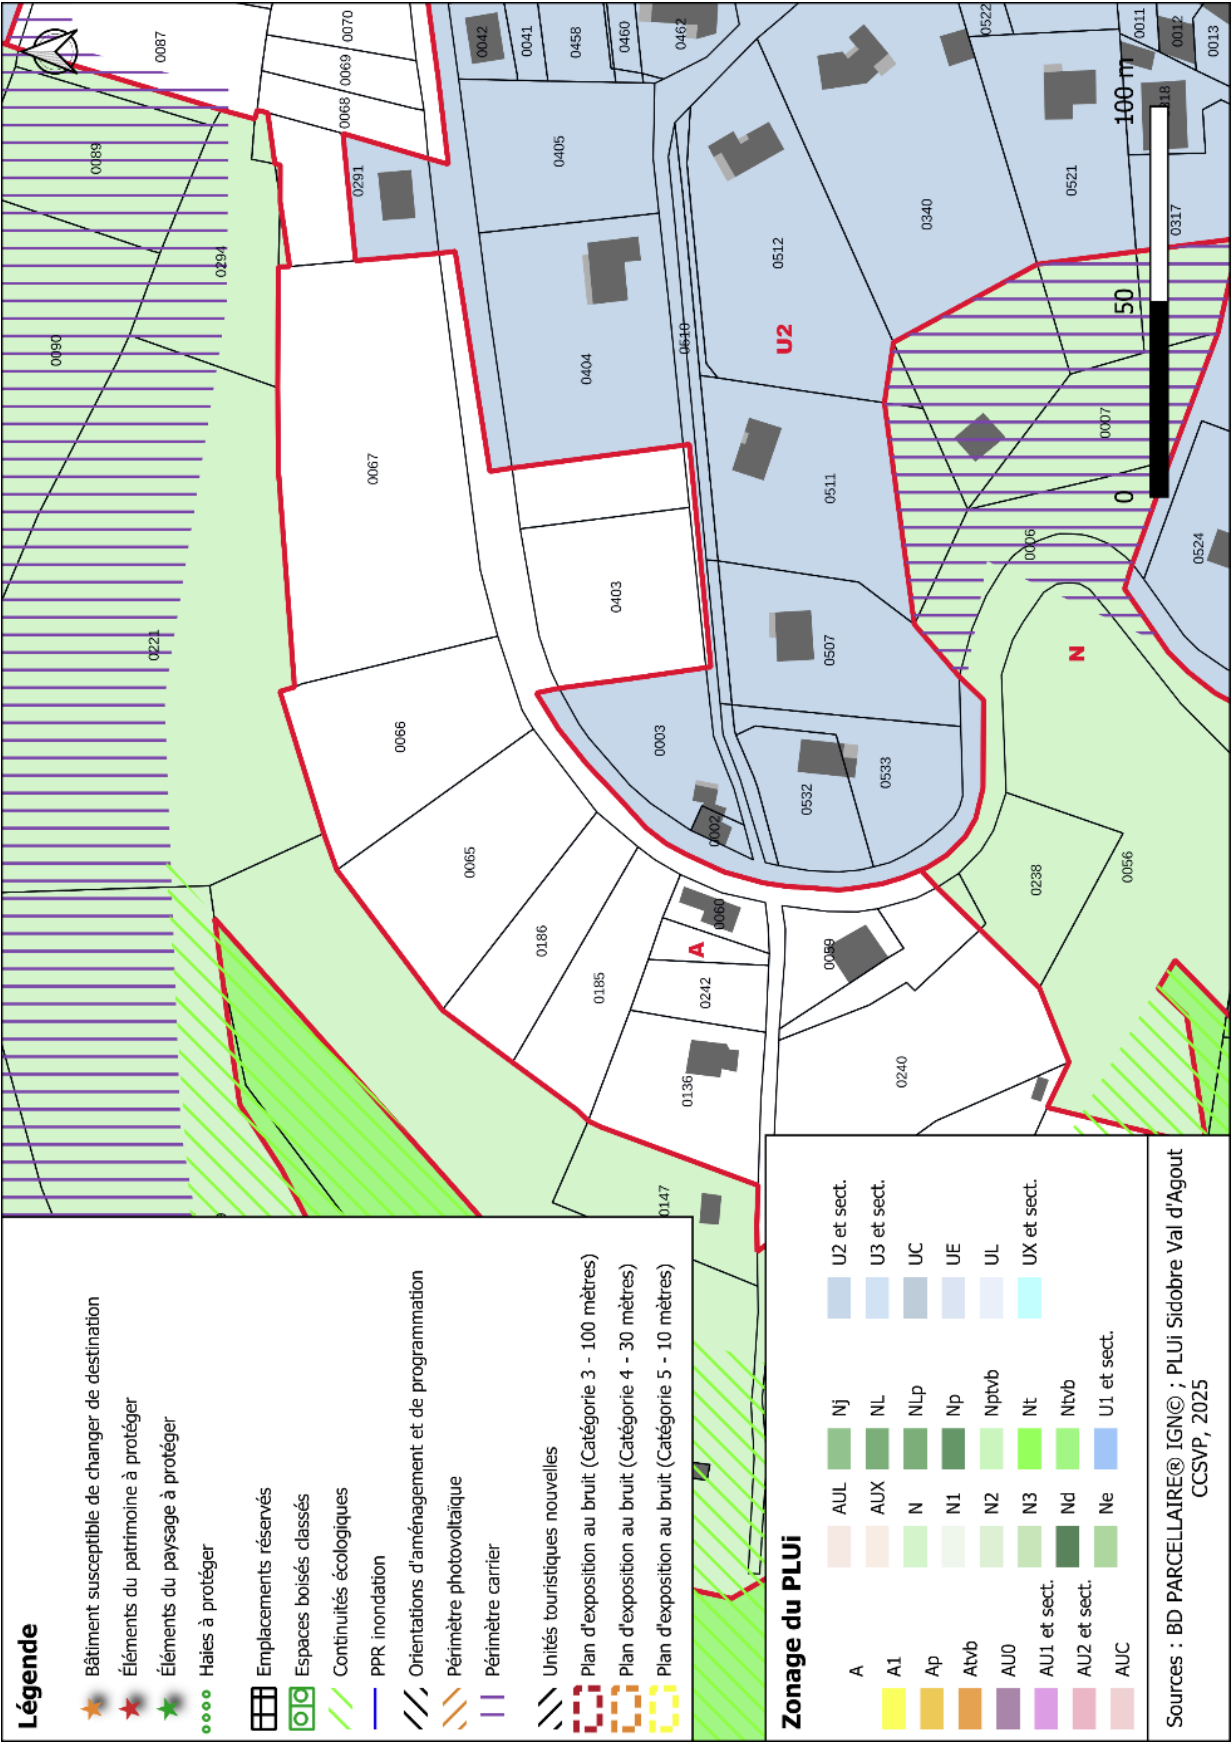 Légende
Bâtiment susceptible de changer de destination
Éléments du patrimoine à protéger
Éléments du paysage à protéger
Haies à protéger
Emplacements réservés
Espaces boisés classés
Continuités écologiques
PPR inondation
Orientations d'aménagement et de programmation
Périmètre photovoltaïque
Périmètre carrier
Unités touristiques nouvelles
Plan d'exposition au bruit (Catégorie 3 - 100 mètres)
Plan d'exposition au bruit (Catégorie 4 - 30 mètres)
Plan d'exposition au bruit (Catégorie 5 - 10 mètres)
Zonage du PLUi
A
A1
Ap
Atvb
AU0
AU1 et sect.
AU2 et sect.
AUC
AUL
AUX
N
N1
N2
N3
Nd
Ne
Nj
NL
NLp
Np
Nptvb
Nt
Ntvb
U1 et sect.
U2 et sect.
U3 et sect.
UC
UE
UL
UX et sect.
Sources : BD PARCELLAIRE® IGN© ; PLUi Sidobre Val d'Agout
CCSVP, 2025
0 50 100 m
U2
A
N
0087
0070
0069
0068
0042
0041
0458
0460
0462
0522
0011
0012
0013
0089
0291
0405
0521
0317
0294
0090
0512
0340
0404
0510
0067
0511
0007
0006
0524
0403
0221
0507
0066
0003
0002
0532
0533
0065
0186
0185
0060
0242
0059
0238
0056
0136
0240
0147